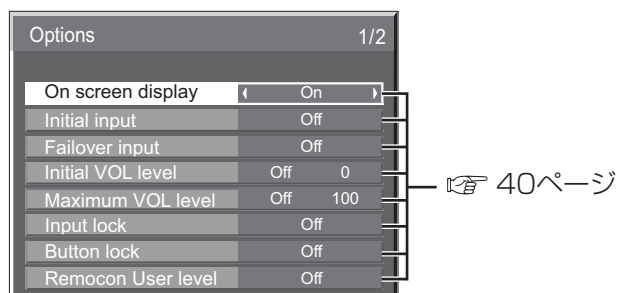 Options 1/2
On screen display On
Initial input Off
Failover input Off
Initial VOL level Off 0
Maximum VOL level Off 100
Input lock Off
Button lock Off
Remocon User level Off
☞ 40ページ